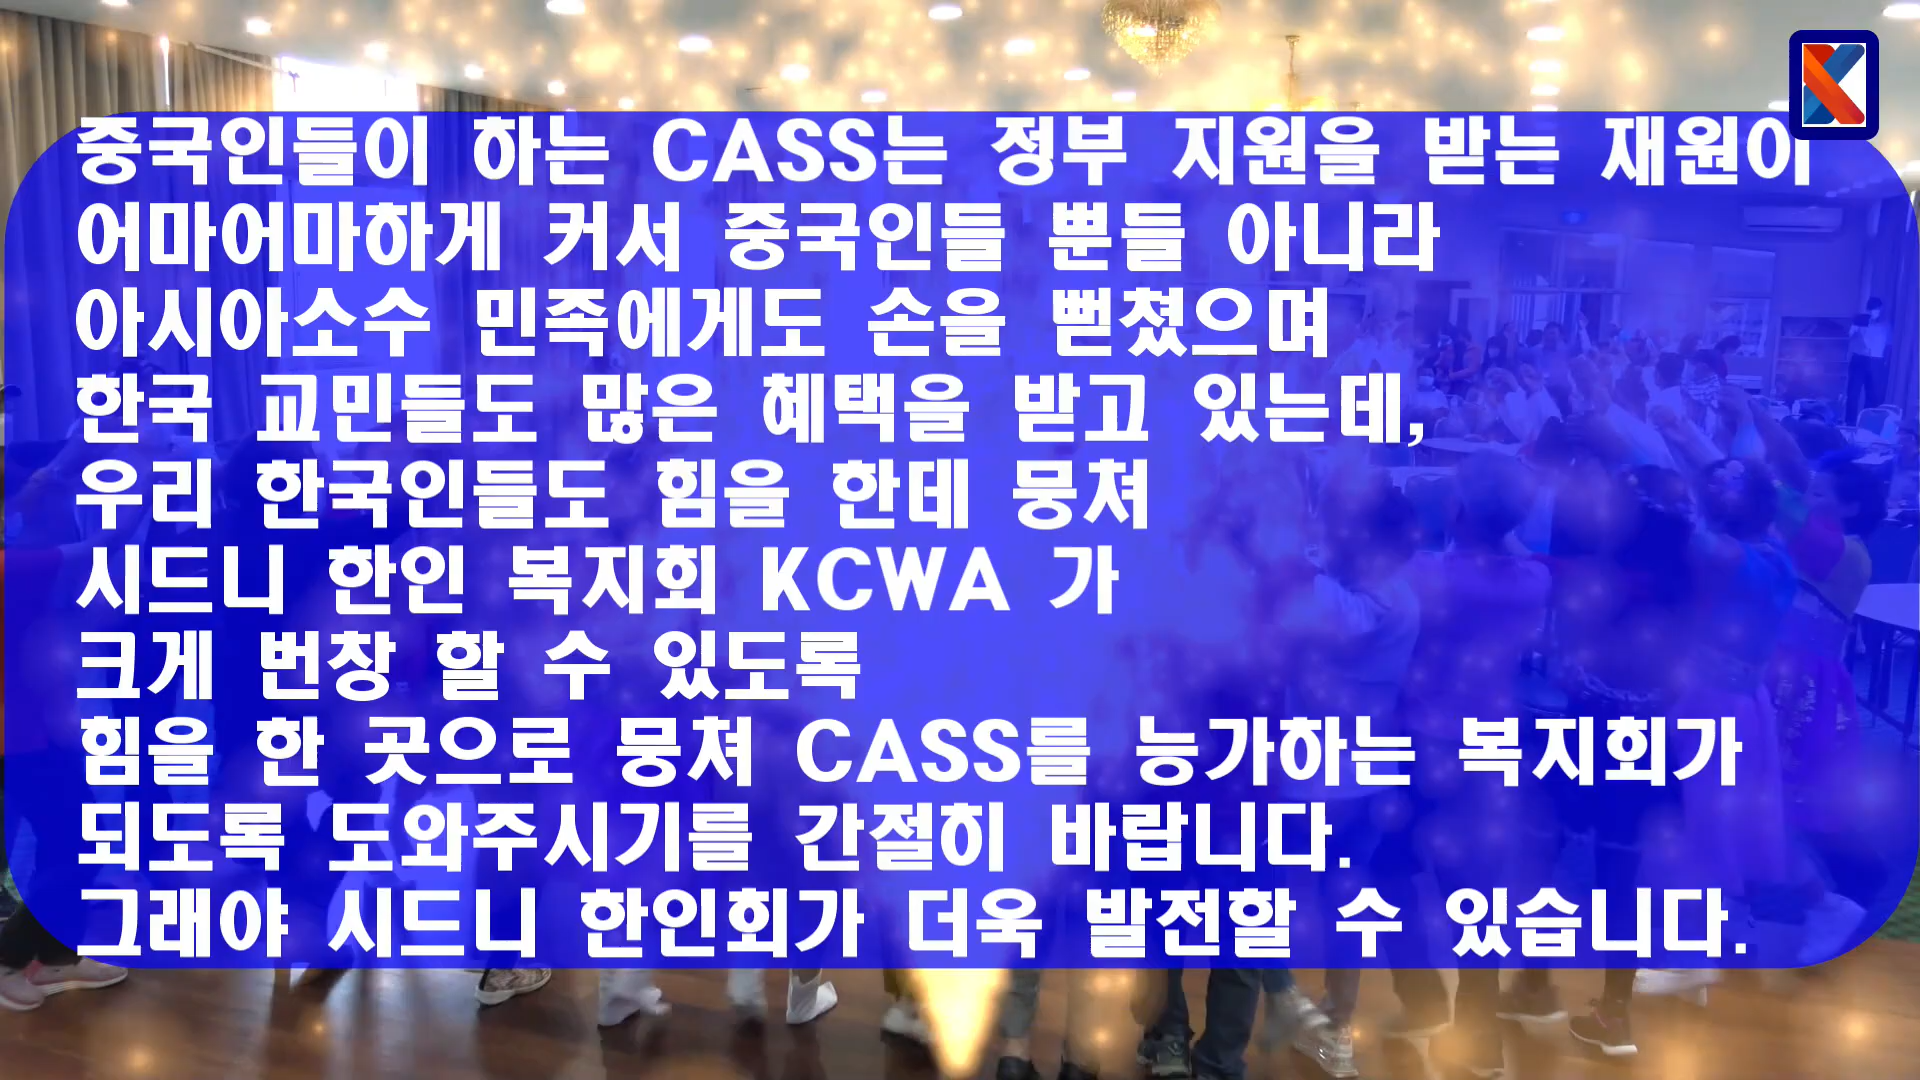 중국인들이 하는 CASS는 정부 지원을 받는 재원이
어마어마하게 커서 중국인들 뿐들 아니라
아시아소수 민족에게도 손을 뻗쳤으며
한국 교민들도 많은 혜택을 받고 있는데,
우리 한국인들도 힘을 한데 뭉쳐
시드니 한인 복지회 KCWA 가
크게 번창 할 수 있도록
힘을 한 곳으로 뭉쳐 CASS를 능가하는 복지회가
되도록 도와주시기를 간절히 바랍니다.
그래야 시드니 한인회가 더욱 발전할 수 있습니다.